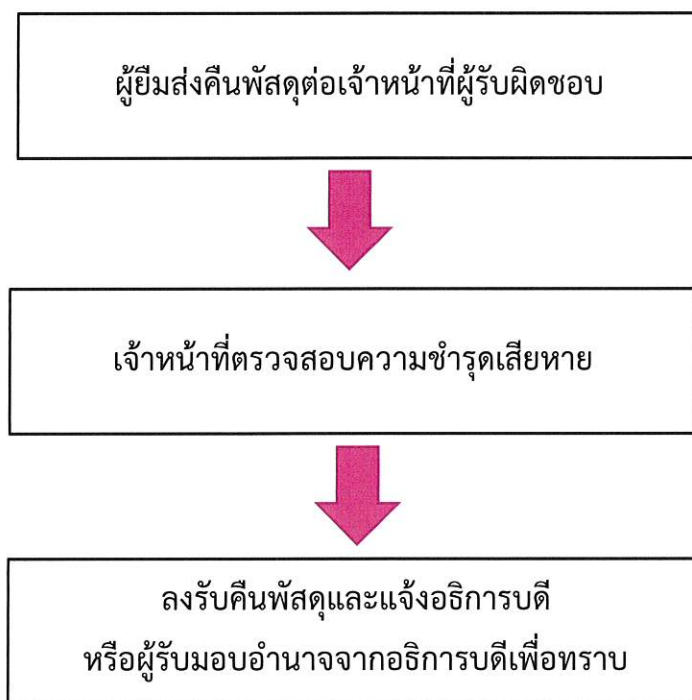 ผู้ยืมส่งคืนพัสดุต่อเจ้าหน้าที่ผู้รับผิดชอบ
เจ้าหน้าที่ตรวจสอบความชำรุดเสียหาย
ลงรับคืนพัสดุและแจ้งอธิการบดี
หรือผู้รับมอบอำนาจจากอธิการบดีเพื่อทราบ